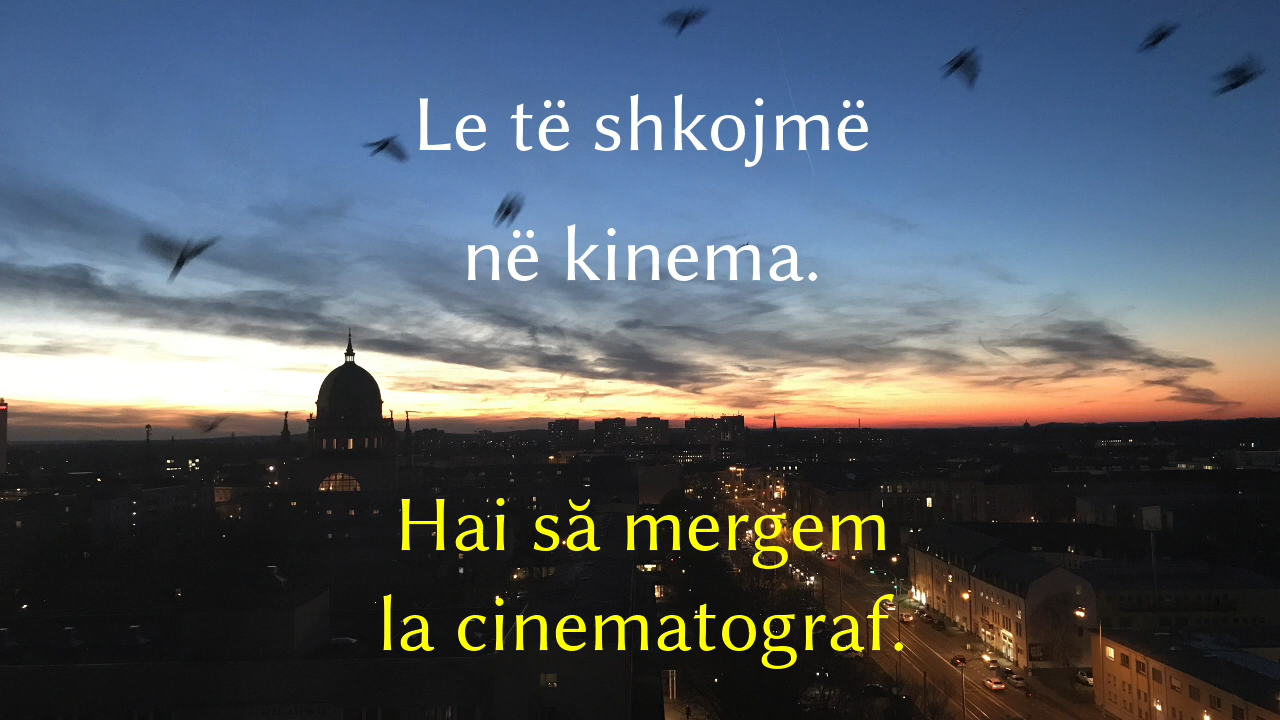 Le të shkojmë
në kinema.
Hai să mergem
la cinematograf.